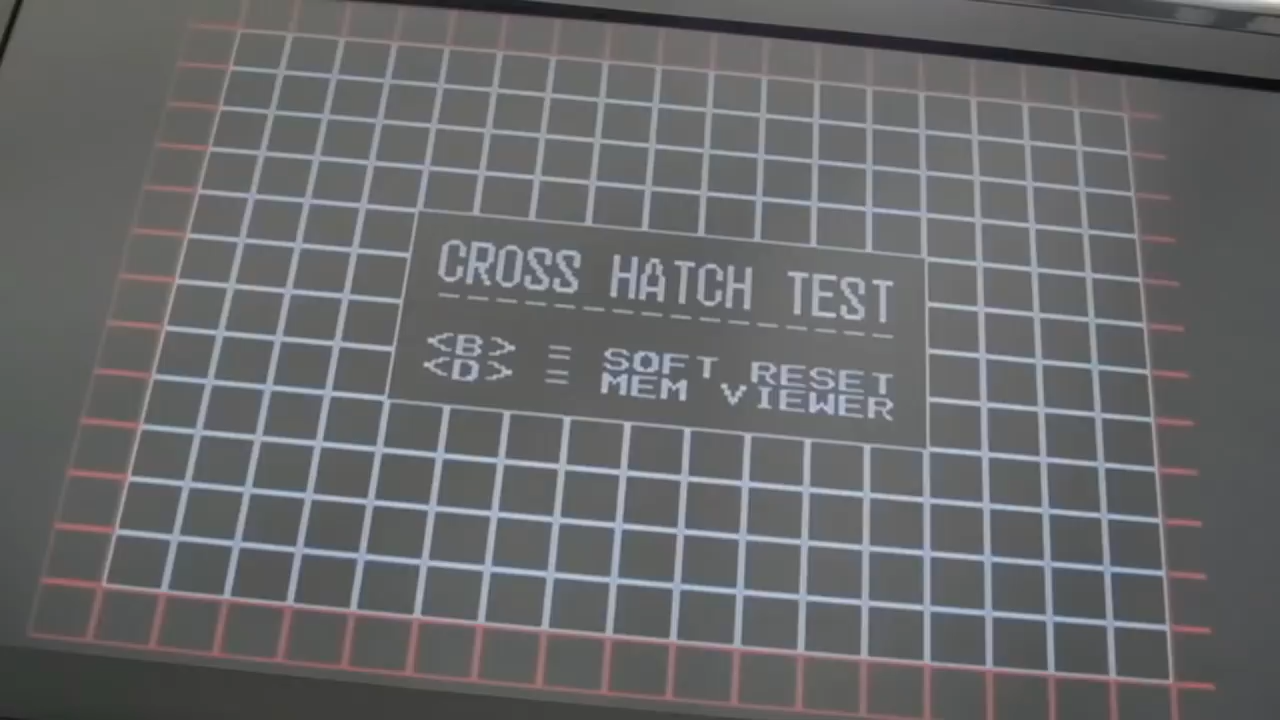 CROSS HATCH TEST
<B> = SOFT RESET
<D> = MEM VIEWER